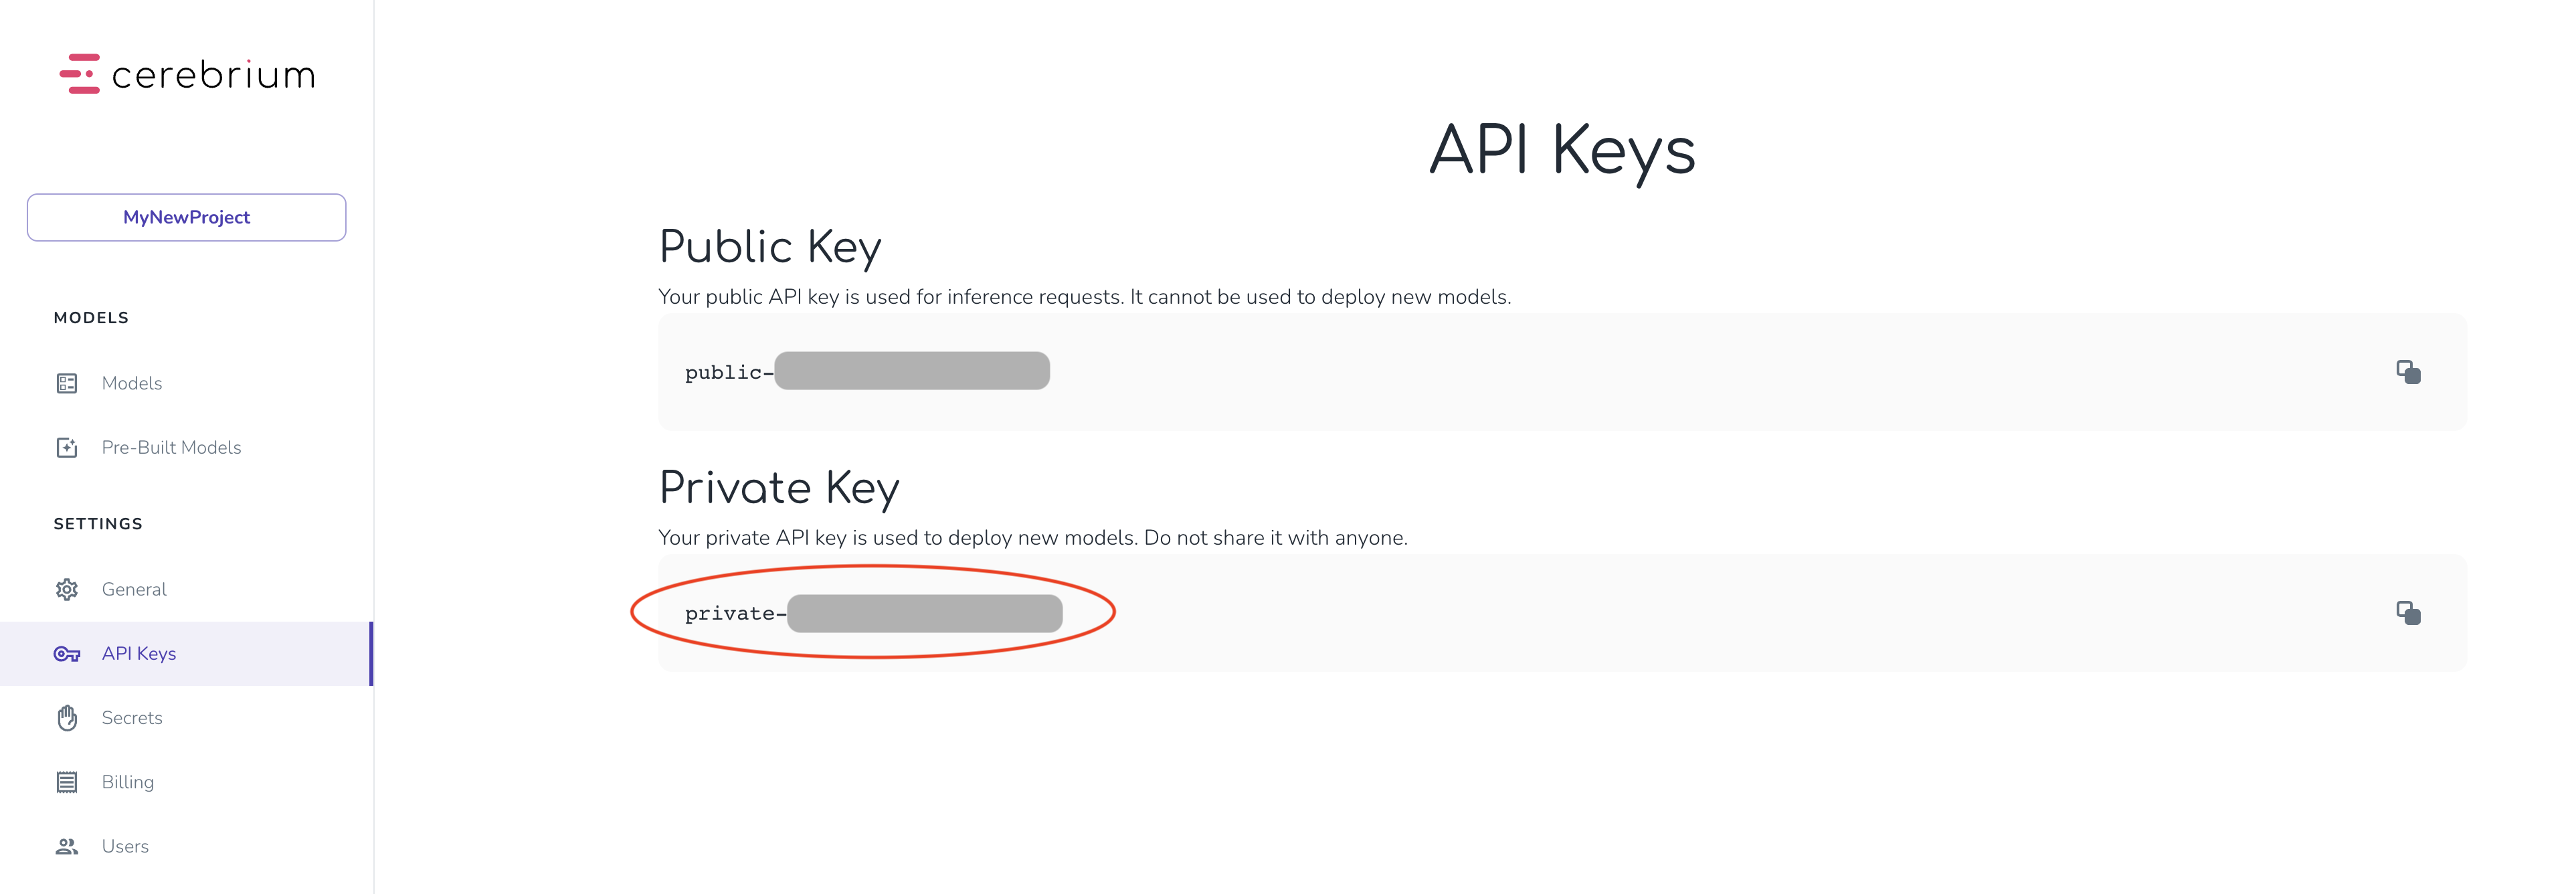 cerebrium
MyNewProject
MODELS
Models
Pre-Built Models
SETTINGS
General
API Keys
Secrets
Billing
Users
API Keys
Public Key
Your public API key is used for inference requests. It cannot be used to deploy new models.
public-
Private Key
Your private API key is used to deploy new models. Do not share it with anyone.
private-